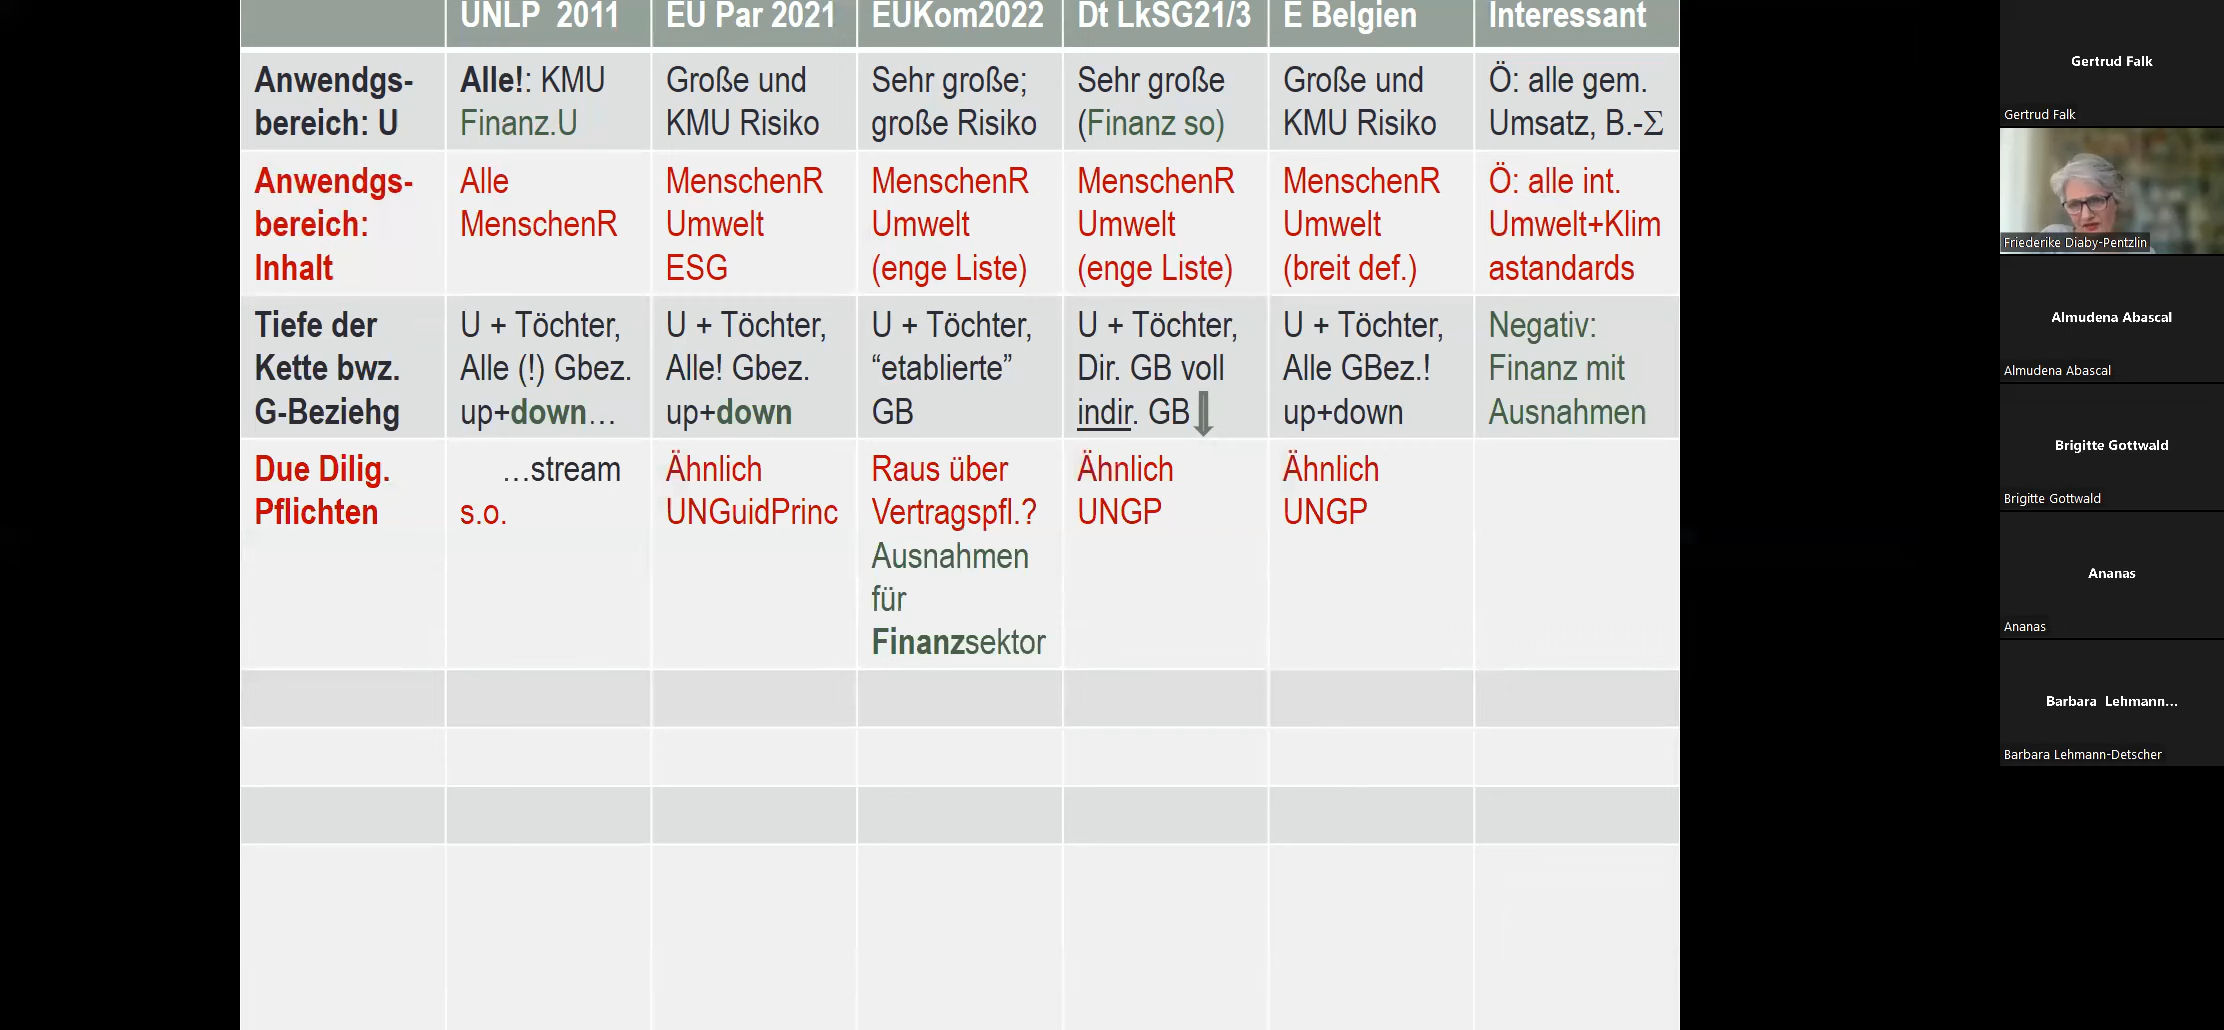 UNLP 2011 EU Par 2021 EUKom2022 Dt LkSG21/3 E Belgien Interessant
Anwendgs-
bereich: U
Alle!: KMU
Finanz.U
Große und
KMU Risiko
Sehr große;
große Risiko
Sehr große
(Finanz so)
Große und
KMU Risiko
Ö: alle gem.
Umsatz, B.-Σ
Anwendgs-
bereich:
Inhalt
Alle
MenschenR
MenschenR
Umwelt
ESG
MenschenR
Umwelt
(enge Liste)
MenschenR
Umwelt
(enge Liste)
MenschenR
Umwelt
(breit def.)
Ö: alle int.
Umwelt+Klim
astandards
Tiefe der
Kette bwz.
G-Beziehg
U + Töchter,
Alle (!) Gbez.
up+down…
U + Töchter,
Alle! Gbez.
up+down
U + Töchter,
“etablierte”
GB
U + Töchter,
Dir. GB voll
indir. GB
U + Töchter,
Alle GBez.!
up+down
Negativ:
Finanz mit
Ausnahmen
Due Dilig.
Pflichten
…stream
s.o.
Ähnlich
UNGuidPrinc
Raus über
Vertragspfl.?
Ausnahmen
für
Finanzsektor
Ähnlich
UNGP
Ähnlich
UNGP
Gertrud Falk
Gertrud Falk
Friederike Diaby-Pentzlin
Almudena Abascal
Almudena Abascal
Brigitte Gottwald
Brigitte Gottwald
Ananas
Ananas
Barbara Lehmann...
Barbara Lehmann-Detscher